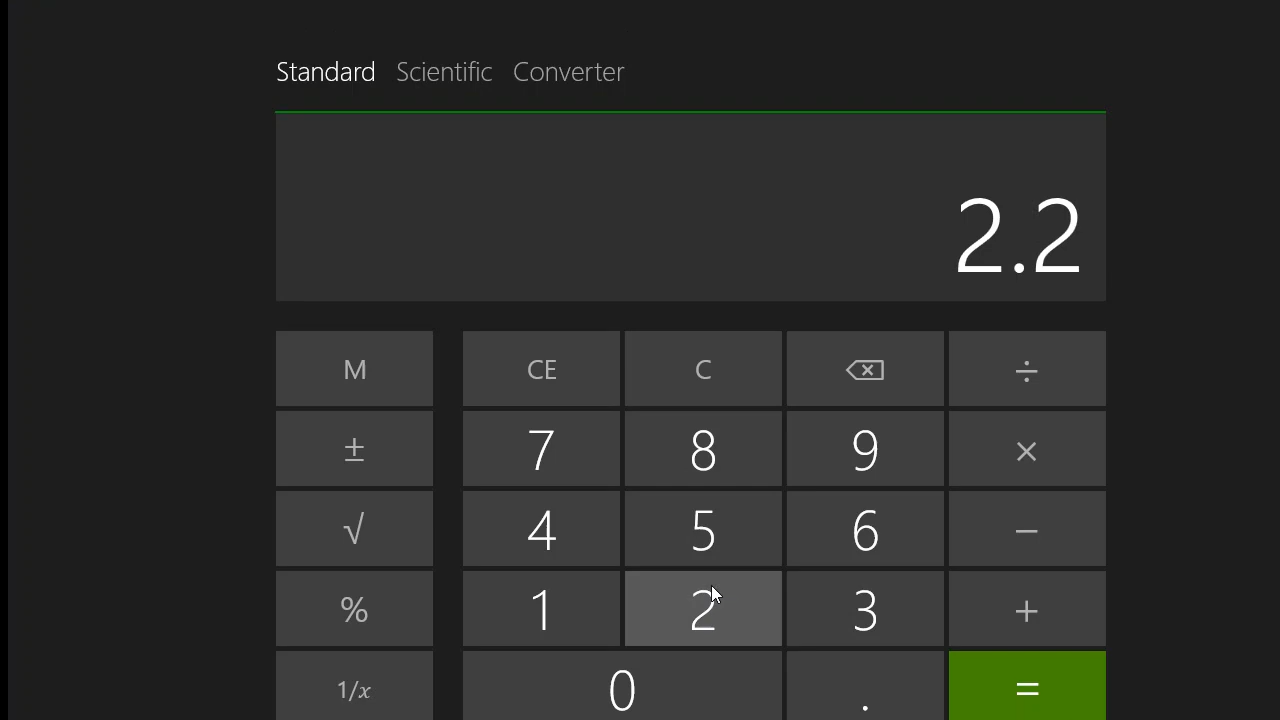 Standard Scientific Converter
2.2
M CE C ÷
± 7 8 9 ×
√ 4 5 6 −
% 1 2 3 +
1/x 0 . =